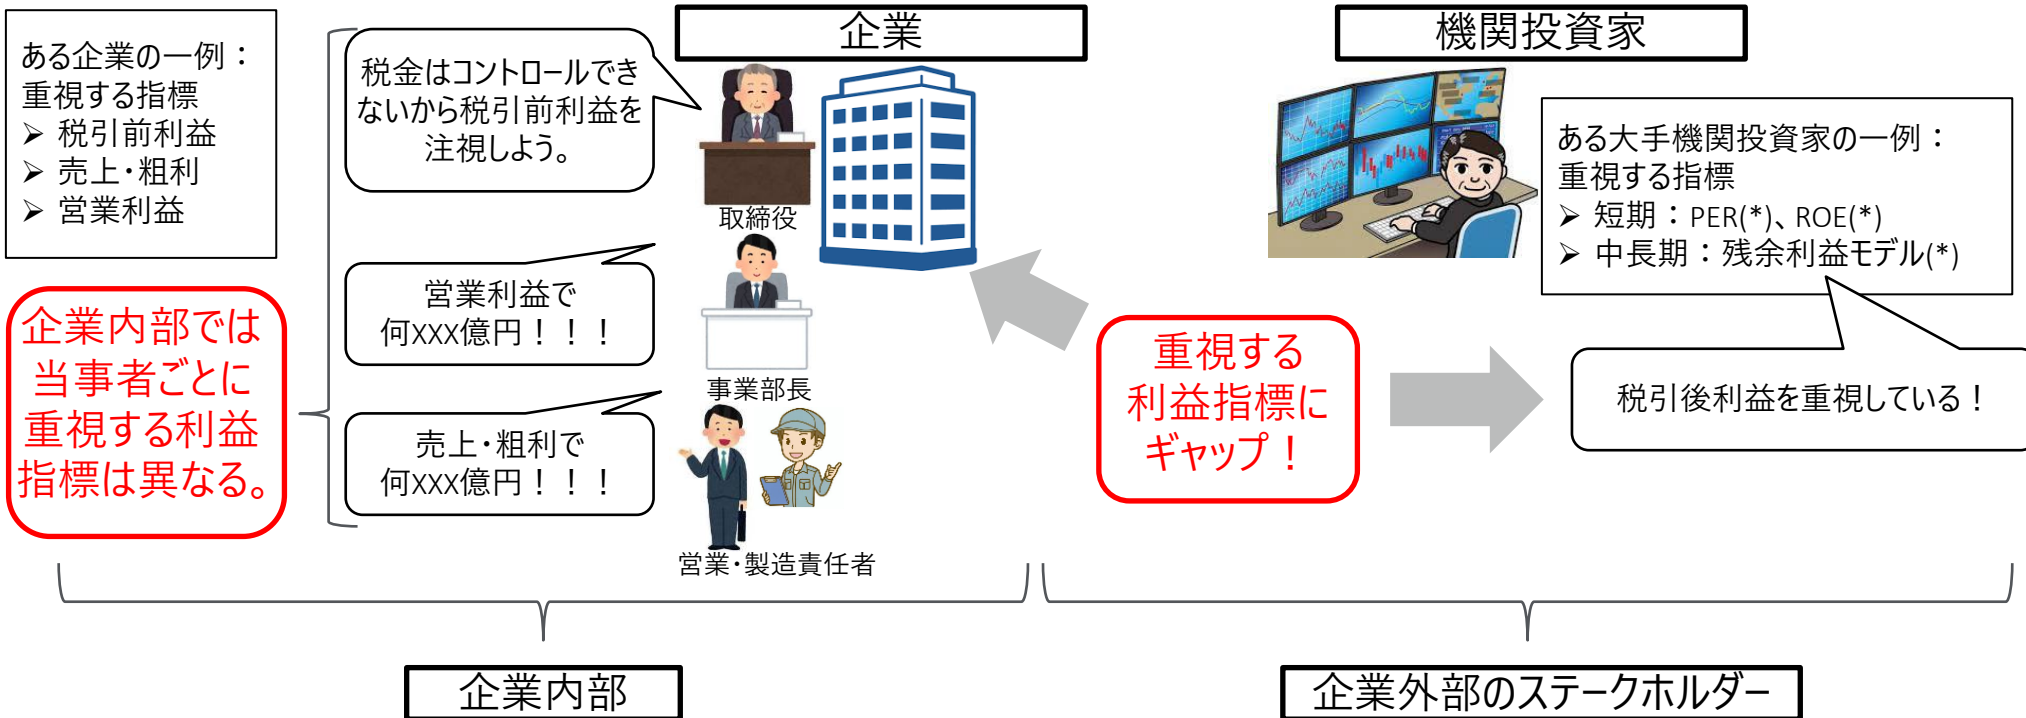 ある企業の一例：
重視する指標
➢ 税引前利益
➢ 売上・粗利
➢ 営業利益
企業内部では
当事者ごとに
重視する利益
指標は異なる。
税金はコントロールでき
ないから税引前利益を
注視しよう。
営業利益で
何XXX億円！！！
売上・粗利で
何XXX億円！！！
企業
取締役
事業部長
営業・製造責任者
重視する
利益指標に
ギャップ！
機関投資家
ある大手機関投資家の一例：
重視する指標
➢ 短期：PER(*)、ROE(*)
➢ 中長期：残余利益モデル(*)
税引後利益を重視している！
企業内部
企業外部のステークホルダー